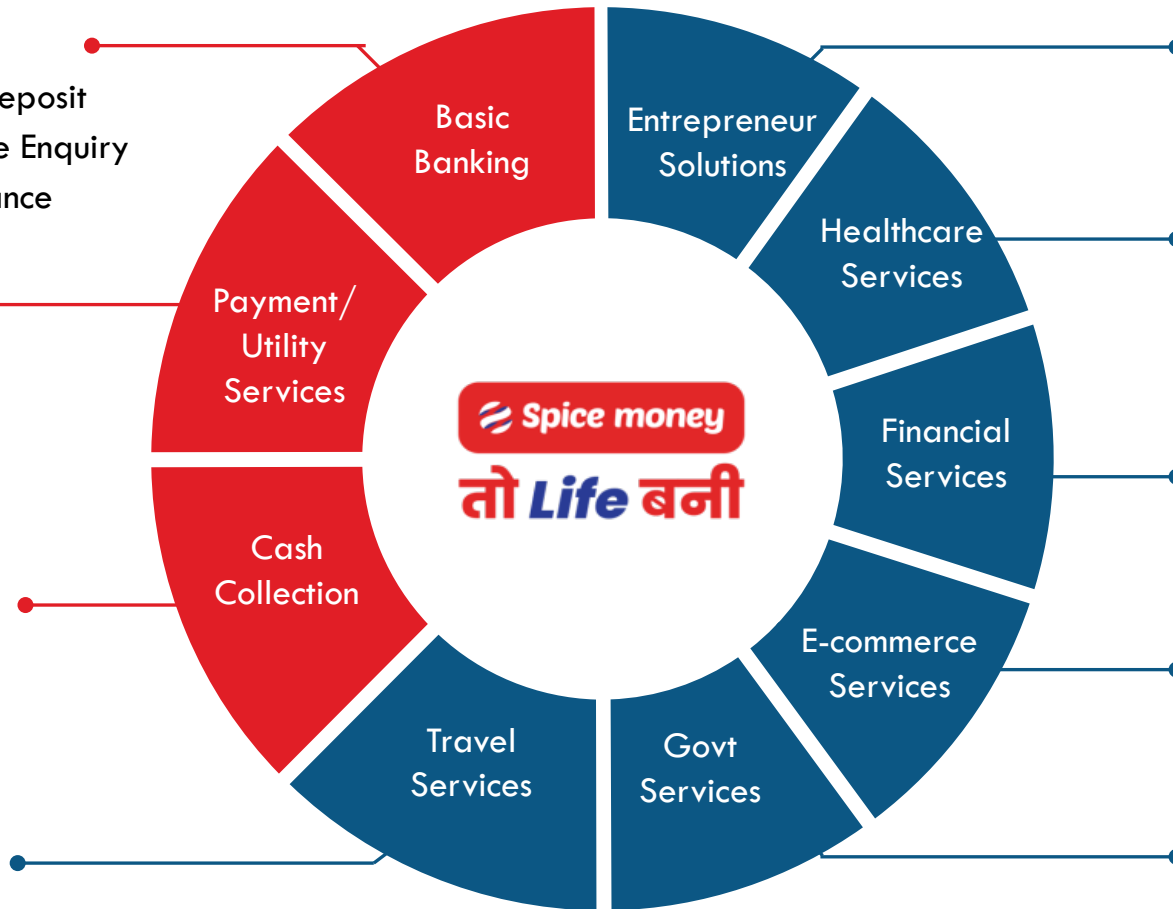 eposit
e Enquiry
ance
Basic
Banking
Entrepreneur
Solutions
Healthcare
Services
Payment/
Utility
Services
Financial
Services
Spice money
तो Life बनी
Cash
Collection
E-commerce
Services
Travel
Services
Govt
Services